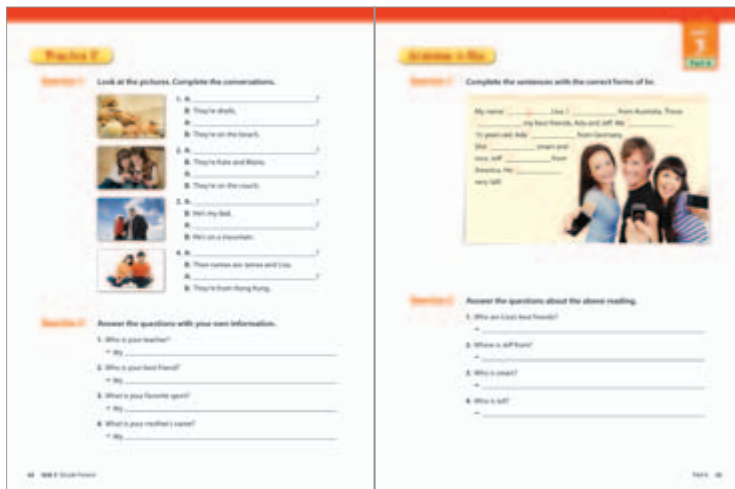 Practice 2
Exercise 1 Look at the pictures. Complete the conversations.
1. A: ?
B: They're shells.
A: ?
B: They're on the beach.
2. A: ?
B: They're Kate and
A: ?
B: They're on the couch.
3. A: ?
B: He's my dad.
A: ?
B: He's on a mountain.
4. A: ?
B: Their names are James and Lisa.
A: ?
B: They're from Hong Kong.
Exercise 2 Answer the questions with your own information.
1. Who is your teacher?
→ My
2. Who is your best friend?
→ My
3. What is your favorite sport?
→ My
4. What is your mother's name?
→ My
Unit 1 Simple Present
Part A
Exercise 1 Complete the sentences with the correct forms of be.
My name Lisa. I from Australia. These
my best friends, Ada and Jeff. We
years old. Ada from Germany.
She smart and
nice. Jeff from
America. He
very tall!
Exercise 2 Answer the questions about the above reading.
1. Who are Lisa's best friends?
→
2. Where is Jeff from?
→
3. Who is smart?
→
4. Who is tall?
→
Part A